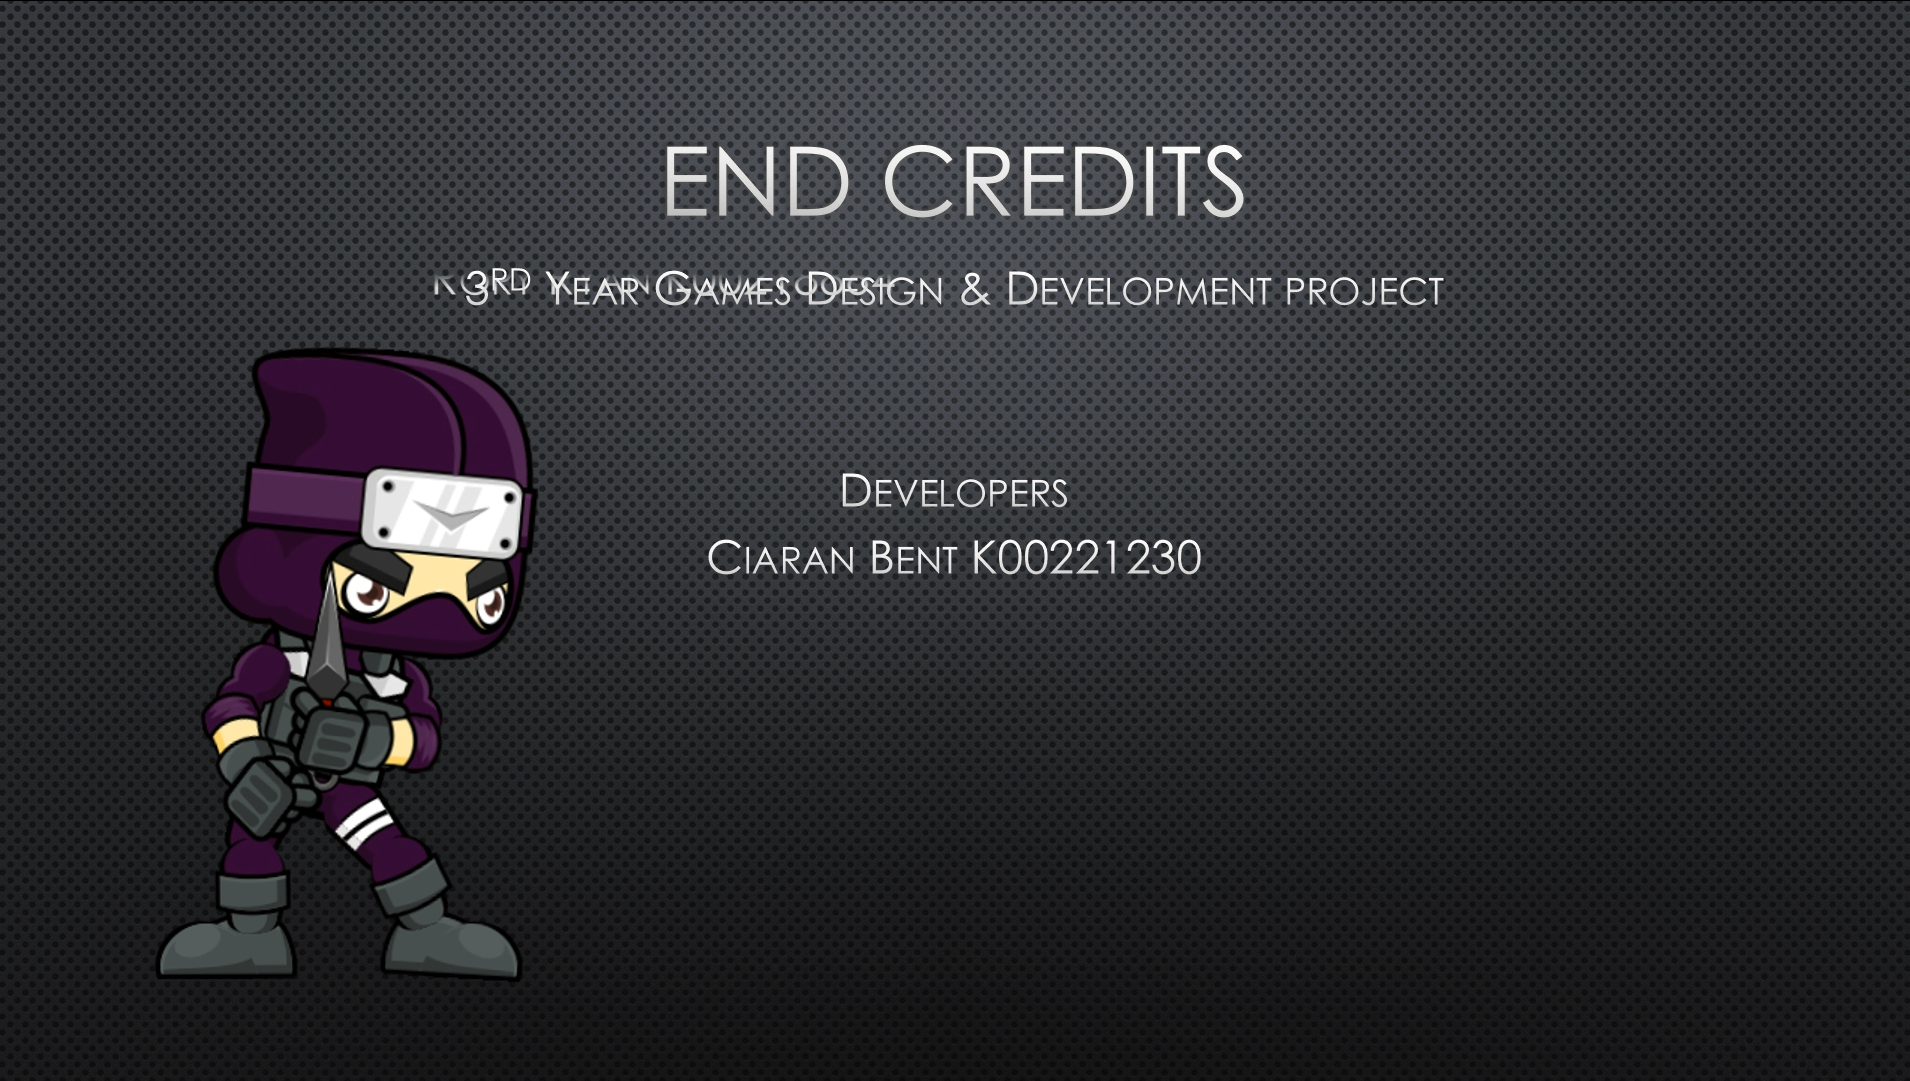 END CREDITS
3RD YEAR GAMES DESIGN & DEVELOPMENT PROJECT
DEVELOPERS
CIARAN BENT K00221230